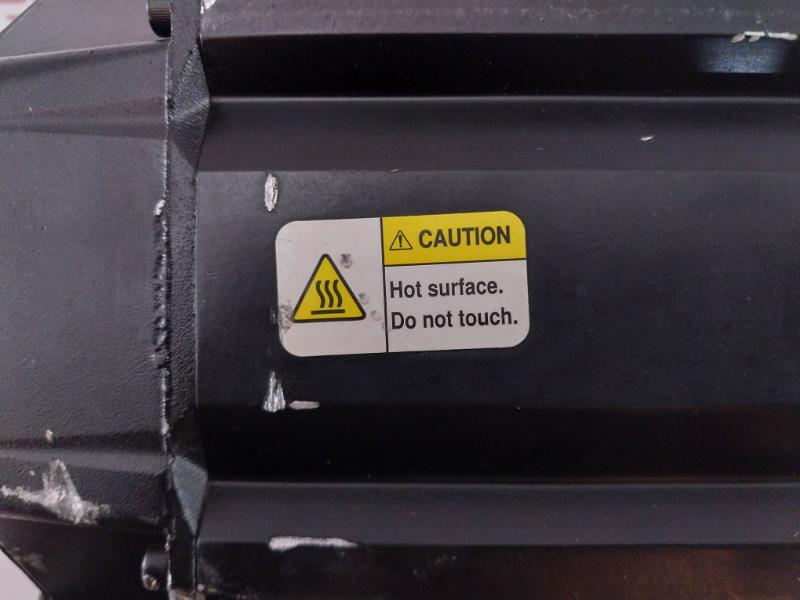 CAUTION
Hot surface.
Do not touch.